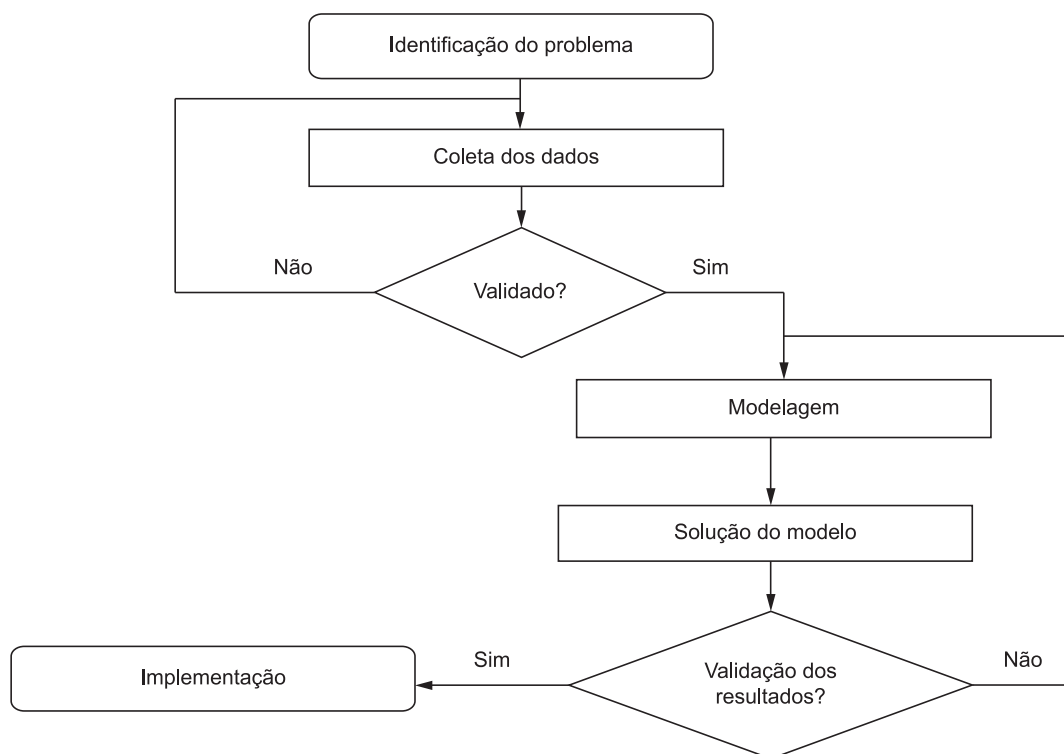 Identificação do problema
Coleta dos dados
Não
Sim
Validado?
Modelagem
Solução do modelo
Sim
Não
Validação dos
resultados?
Implementação